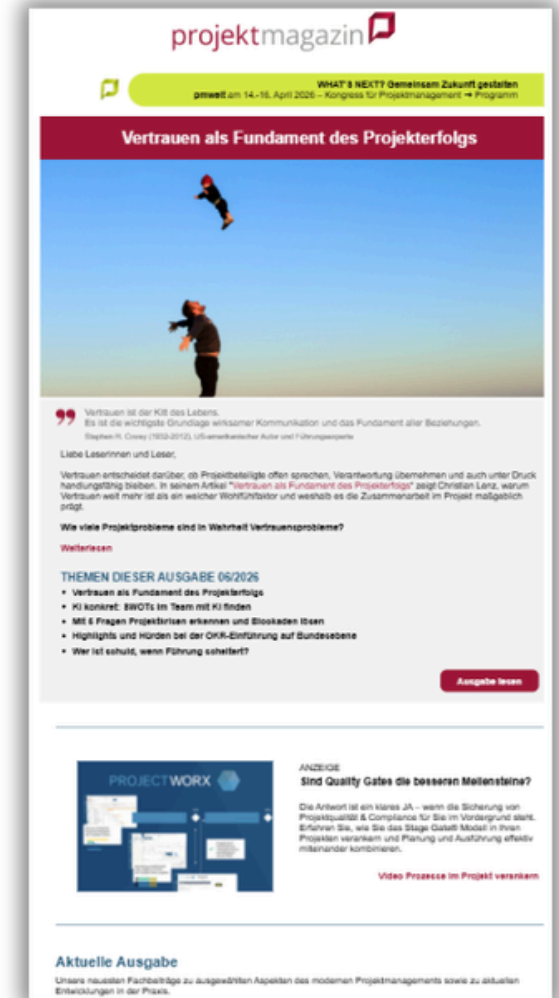 projektmagazin
WHAT'S NEXT? Gemeinsam Zukunft gestalten
pmwelt am 14.-16. April 2026 – Kongress für Projektmanagement ➞ Programm
Vertrauen als Fundament des Projekterfolgs
Vertrauen ist der Kitt des Lebens.
Es ist die wichtigste Grundlage wirksamer Kommunikation und das Fundament aller Beziehungen.
Stephen R. Covey (1932-2012), US-amerikanischer Autor und Führungsexperte
Liebe Leserinnen und Leser,
Vertrauen entscheidet darüber, ob Projektbeteiligte offen sprechen, Verantwortung übernehmen und auch unter Druck
handlungsfähig bleiben. In seinem Artikel "Vertrauen als Fundament des Projekterfolgs" zeigt Christian Lenz, warum
Vertrauen weit mehr ist als ein weicher Wohlfühlfaktor und weshalb es die Zusammenarbeit im Projekt maßgeblich
prägt.
Wie viele Projektprobleme sind in Wahrheit Vertrauensprobleme?
Weiterlesen
THEMEN DIESER AUSGABE 06/2026
• Vertrauen als Fundament des Projekterfolgs
• KI konkret: SWOTs im Team mit KI finden
• Mit 6 Fragen Projektkrisen erkennen und Blockaden lösen
• Highlights und Hürden bei der OKR-Einführung auf Bundesebene
• Wer ist schuld, wenn Führung scheitert?
Ausgabe lesen
PROJECTWORX
ANZEIGE
Sind Quality Gates die besseren Meilensteine?
Die Antwort ist ein klares JA – wenn die Sicherung von
Projektqualität & Compliance für Sie im Vordergrund steht.
Erfahren Sie, wie Sie das Stage Gate® Modell in Ihren
Projekten verankern und Planung und Ausführung effektiv
miteinander kombinieren.
Video Prozesse im Projekt verankern
Aktuelle Ausgabe
Unsere neuesten Fachbeiträge zu ausgewählten Aspekten des modernen Projektmanagements sowie zu aktuellen
Entwicklungen in der Praxis.